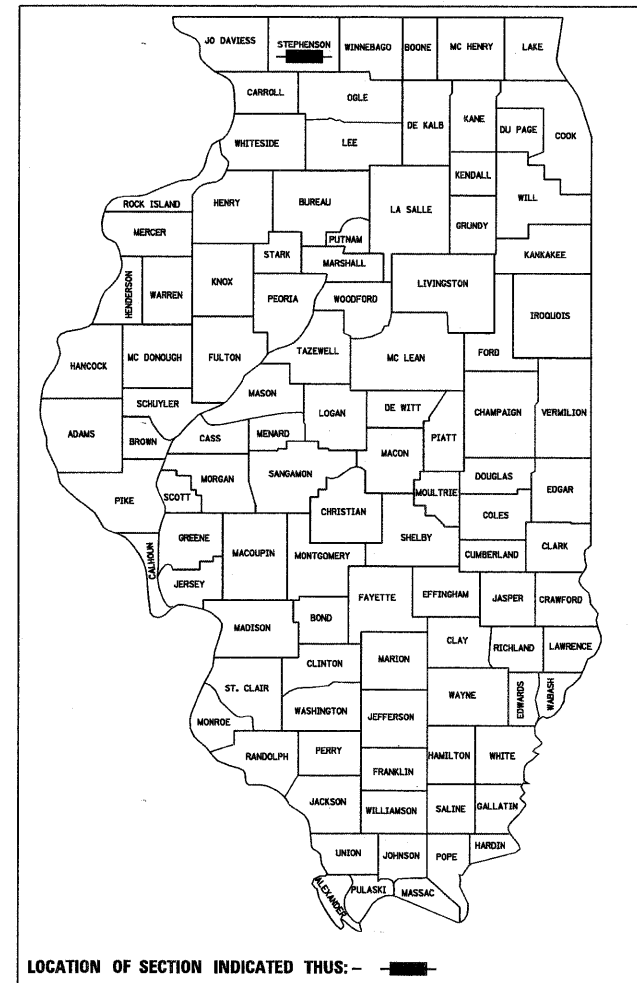 JO DAVIESS
STEPHENSON
WINNEBAGO
BOONE
MC HENRY
LAKE
CARROLL
OGLE
DE KALB
KANE
DU PAGE
COOK
WHITESIDE
LEE
KENDALL
WILL
ROCK ISLAND
HENRY
BUREAU
LA SALLE
GRUNDY
MERCER
PUTNAM
STARK
MARSHALL
KANKAKEE
HENDERSON
WARREN
KNOX
PEORIA
WOODFORD
LIVINGSTON
IROQUOIS
HANCOCK
MC DONOUGH
FULTON
TAZEWELL
MC LEAN
FORD
SCHUYLER
MASON
LOGAN
DE WITT
CHAMPAIGN
VERMILION
ADAMS
BROWN
CASS
MENARD
MACON
PIATT
PIKE
SCOTT
MORGAN
SANGAMON
MOULTRIE
DOUGLAS
EDGAR
CHRISTIAN
COLES
CALHOUN
GREENE
MACOUPIN
MONTGOMERY
SHELBY
CUMBERLAND
CLARK
JERSEY
FAYETTE
EFFINGHAM
JASPER
CRAWFORD
MADISON
BOND
CLAY
RICHLAND
LAWRENCE
CLINTON
MARION
ST. CLAIR
WAYNE
EDWARDS
WABASH
WASHINGTON
JEFFERSON
MONROE
RANDOLPH
PERRY
HAMILTON
WHITE
FRANKLIN
JACKSON
WILLIAMSON
SALINE
GALLATIN
UNION
JOHNSON
POPE
HARDIN
ALEXANDER
PULASKI
MASSAC
LOCATION OF SECTION INDICATED THUS: -